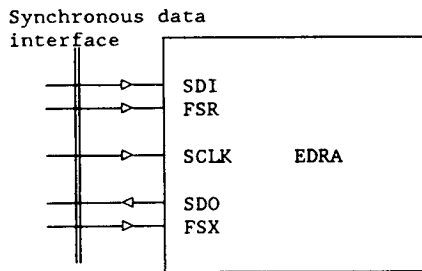 Synchronous data
interface
SDI
FSR
SCLK EDRA
SDO
FSX